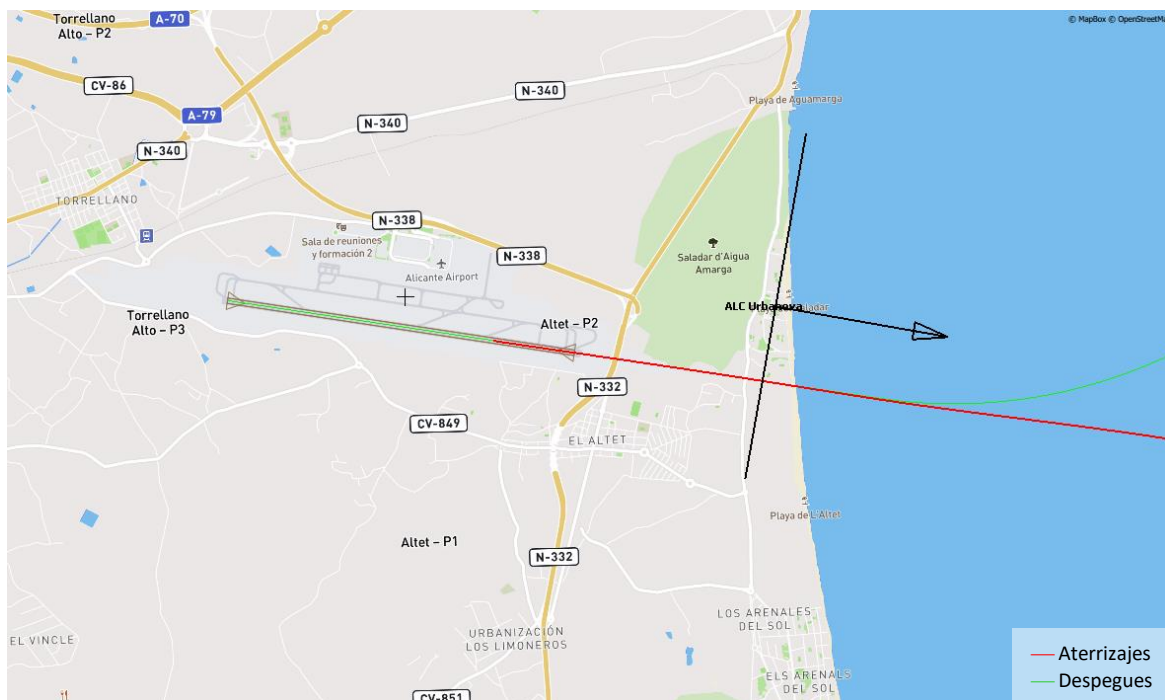 Torrellano
Alto – P2
A-70
© MapBox © OpenStreetMa
CV-86
N-340
Playa de Aguamarga
A-79
N-340
N-340
TORRELLANO
N-338
Sala de reuniones
y formación 2
N-338
Alicante Airport
Saladar d'Aigua
Amarga
ALC Urbanova
Torrellano
Alto – P3
Altet – P2
N-332
CV-849
EL ALTET
Playa de L'Altet
Altet – P1
N-332
LOS ARENALES
DEL SOL
EL VINCLE
URBANIZACIÓN
LOS LIMONEROS
Aterrizajes
Despegues
ELS ARENALS
DEL SOL
CV-851